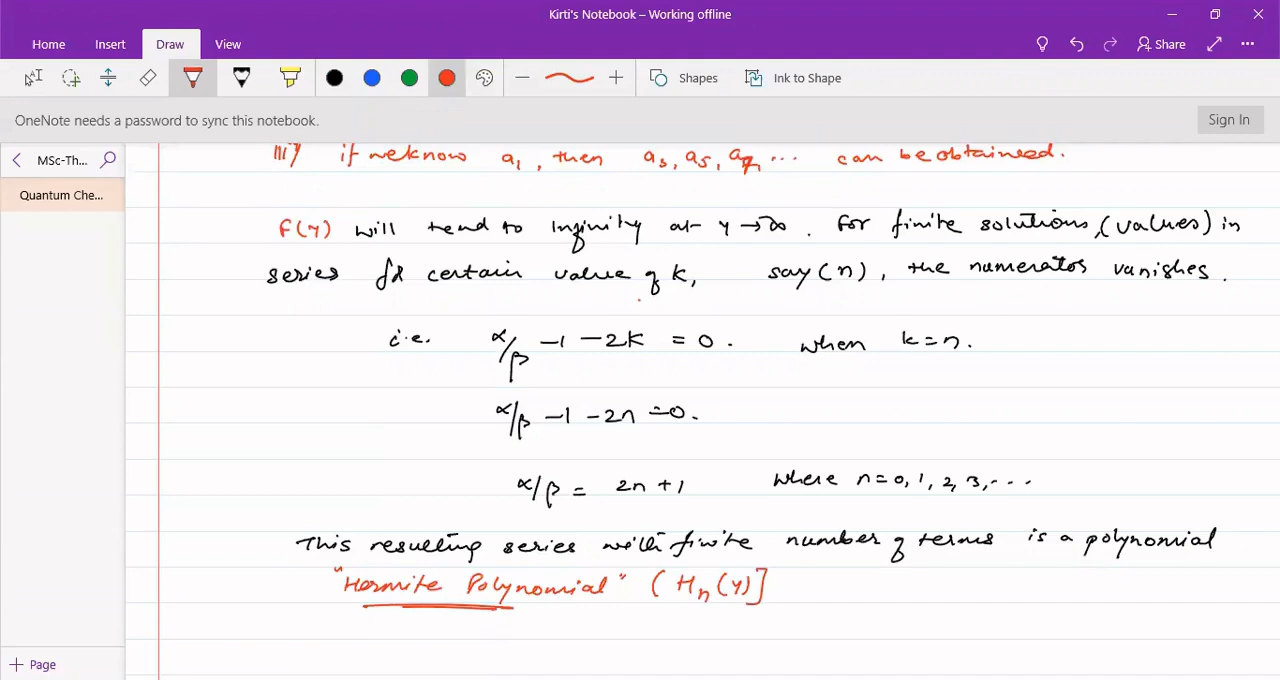 Kirti's Notebook – Working offline
Home Insert Draw View Share
Shapes Ink to Shape
OneNote needs a password to sync this notebook. Sign In
MSc-Th...
Quantum Che...
III) if we know a₁, then a₃, a₅, a₇, ... can be obtained.
f(y) will tend to infinity at y → ∞. For finite solutions, (values) in
series for certain value of k, say (n), the numerator vanishes.
i.e. α/β - 1 - 2k = 0. when k = n.
α/β - 1 - 2n = 0.
α/β = 2n + 1 where n = 0, 1, 2, 3, ...
This resulting series with finite number of terms is a polynomial
"Hermite Polynomial" (Hₙ(y)]
+ Page